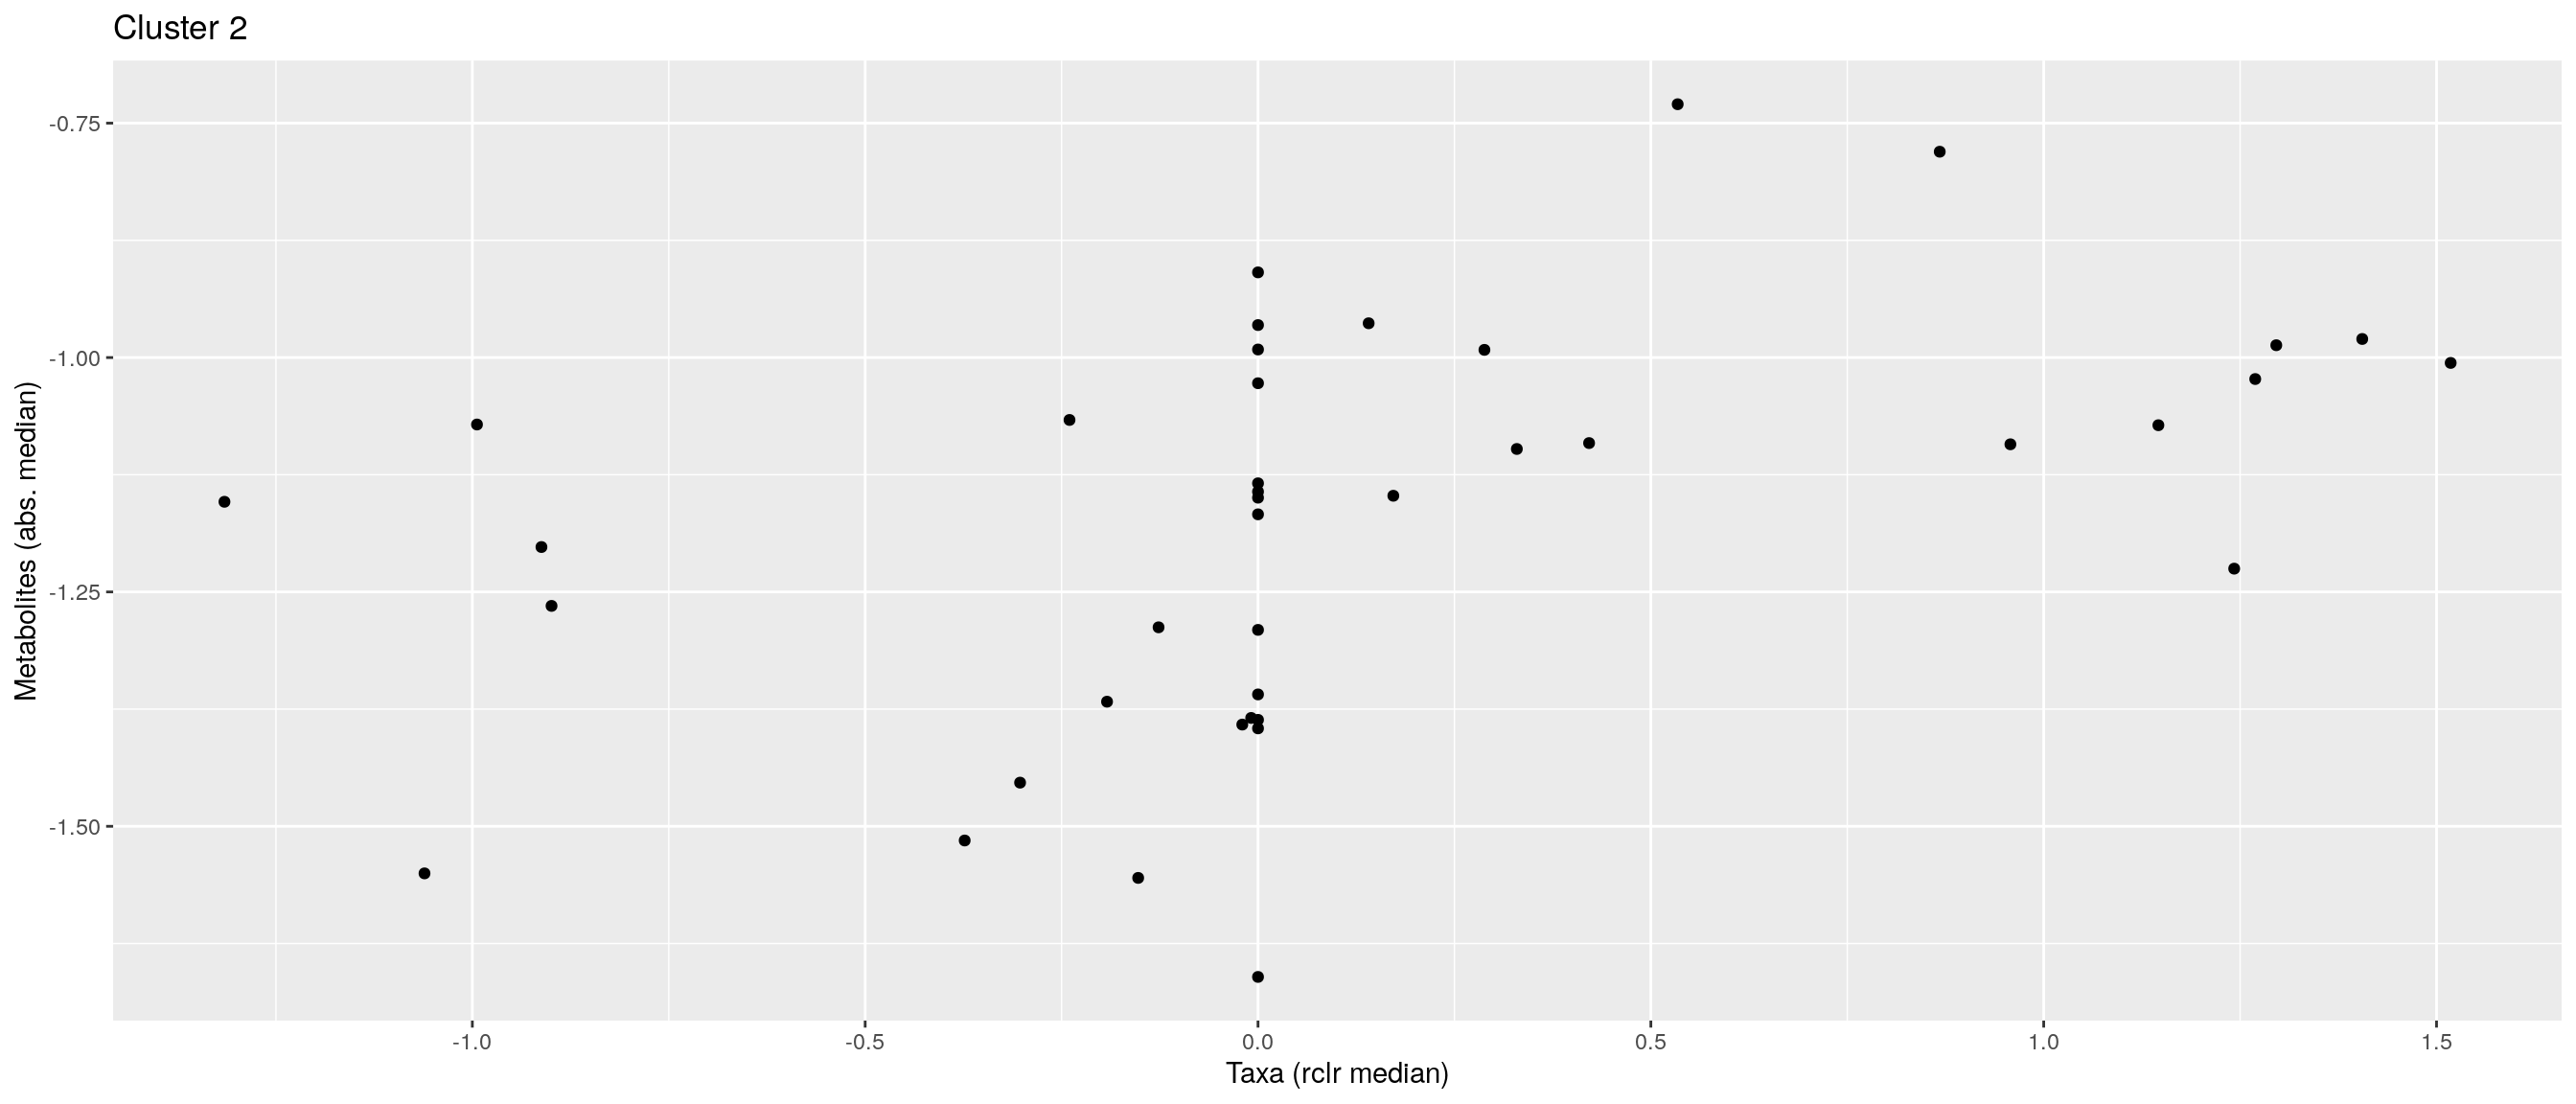 Cluster 2
-0.75
-1.00
-1.25
-1.50
Metabolites (abs. median)
-1.0 -0.5 0.0 0.5 1.0 1.5
Taxa (rclr median)